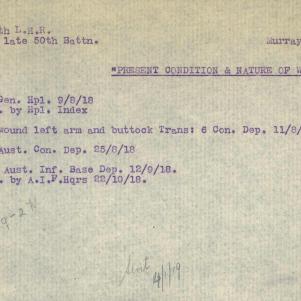 th L.H.R.
late 50th Battn.
Murray
"PRESENT CONDITION & NATURE OF W
Gen. Hpl. 9/8/18
. by Hpl. Index
wound left arm and buttock Trans: 6 Con. Dep. 11/8/
Aust. Con. Dep. 25/8/18
Aust. Inf. Base Dep. 12/9/18.
. by A.I.F.Hqrs 22/10/18.
4/1/19